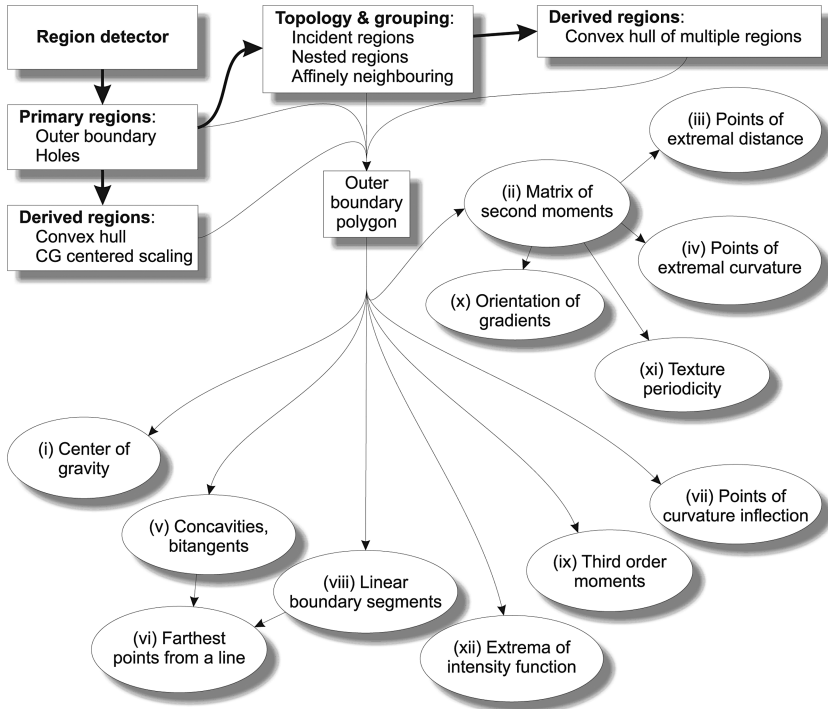 Region detector
Primary regions:
Outer boundary
Holes
Derived regions:
Convex hull
CG centered scaling
Topology & grouping:
Incident regions
Nested regions
Affinely neighbouring
Derived regions:
Convex hull of multiple regions
Outer
boundary
polygon
(i) Center of
gravity
(ii) Matrix of
second moments
(iii) Points of
extremal distance
(iv) Points of
extremal curvature
(x) Orientation of
gradients
(xi) Texture
periodicity
(v) Concavities,
bitangents
(vi) Farthest
points from a line
(viii) Linear
boundary segments
(xii) Extrema of
intensity function
(ix) Third order
moments
(vii) Points of
curvature inflection